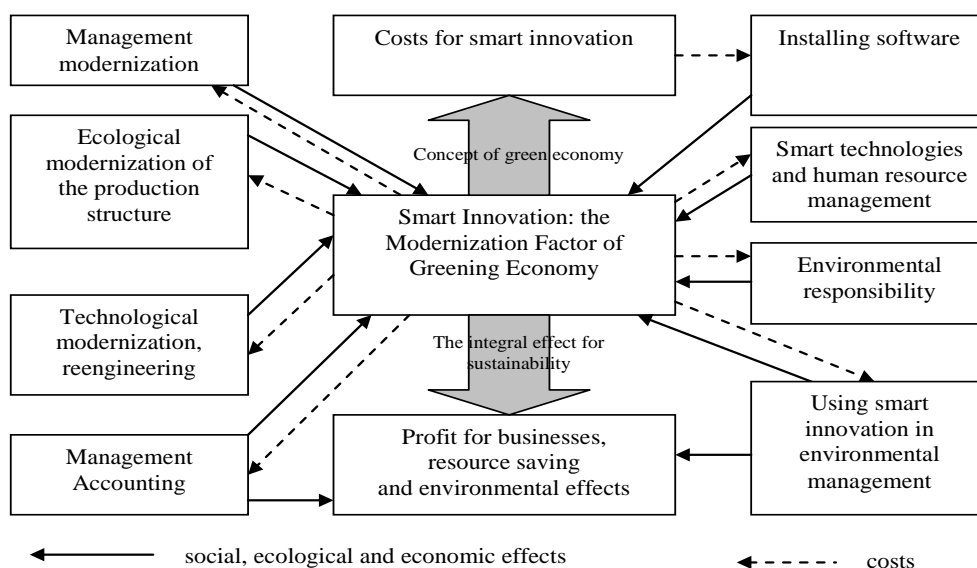 Management
modernization
Costs for smart innovation
Installing software
Ecological
modernization of
the production
structure
Concept of green economy
Smart technologies
and human resource
management
Smart Innovation: the
Modernization Factor of
Greening Economy
Environmental
responsibility
Technological
modernization,
reengineering
The integral effect for
sustainability
Using smart
innovation in
environmental
management
Management
Accounting
Profit for businesses,
resource saving
and environmental effects
social, ecological and economic effects
costs